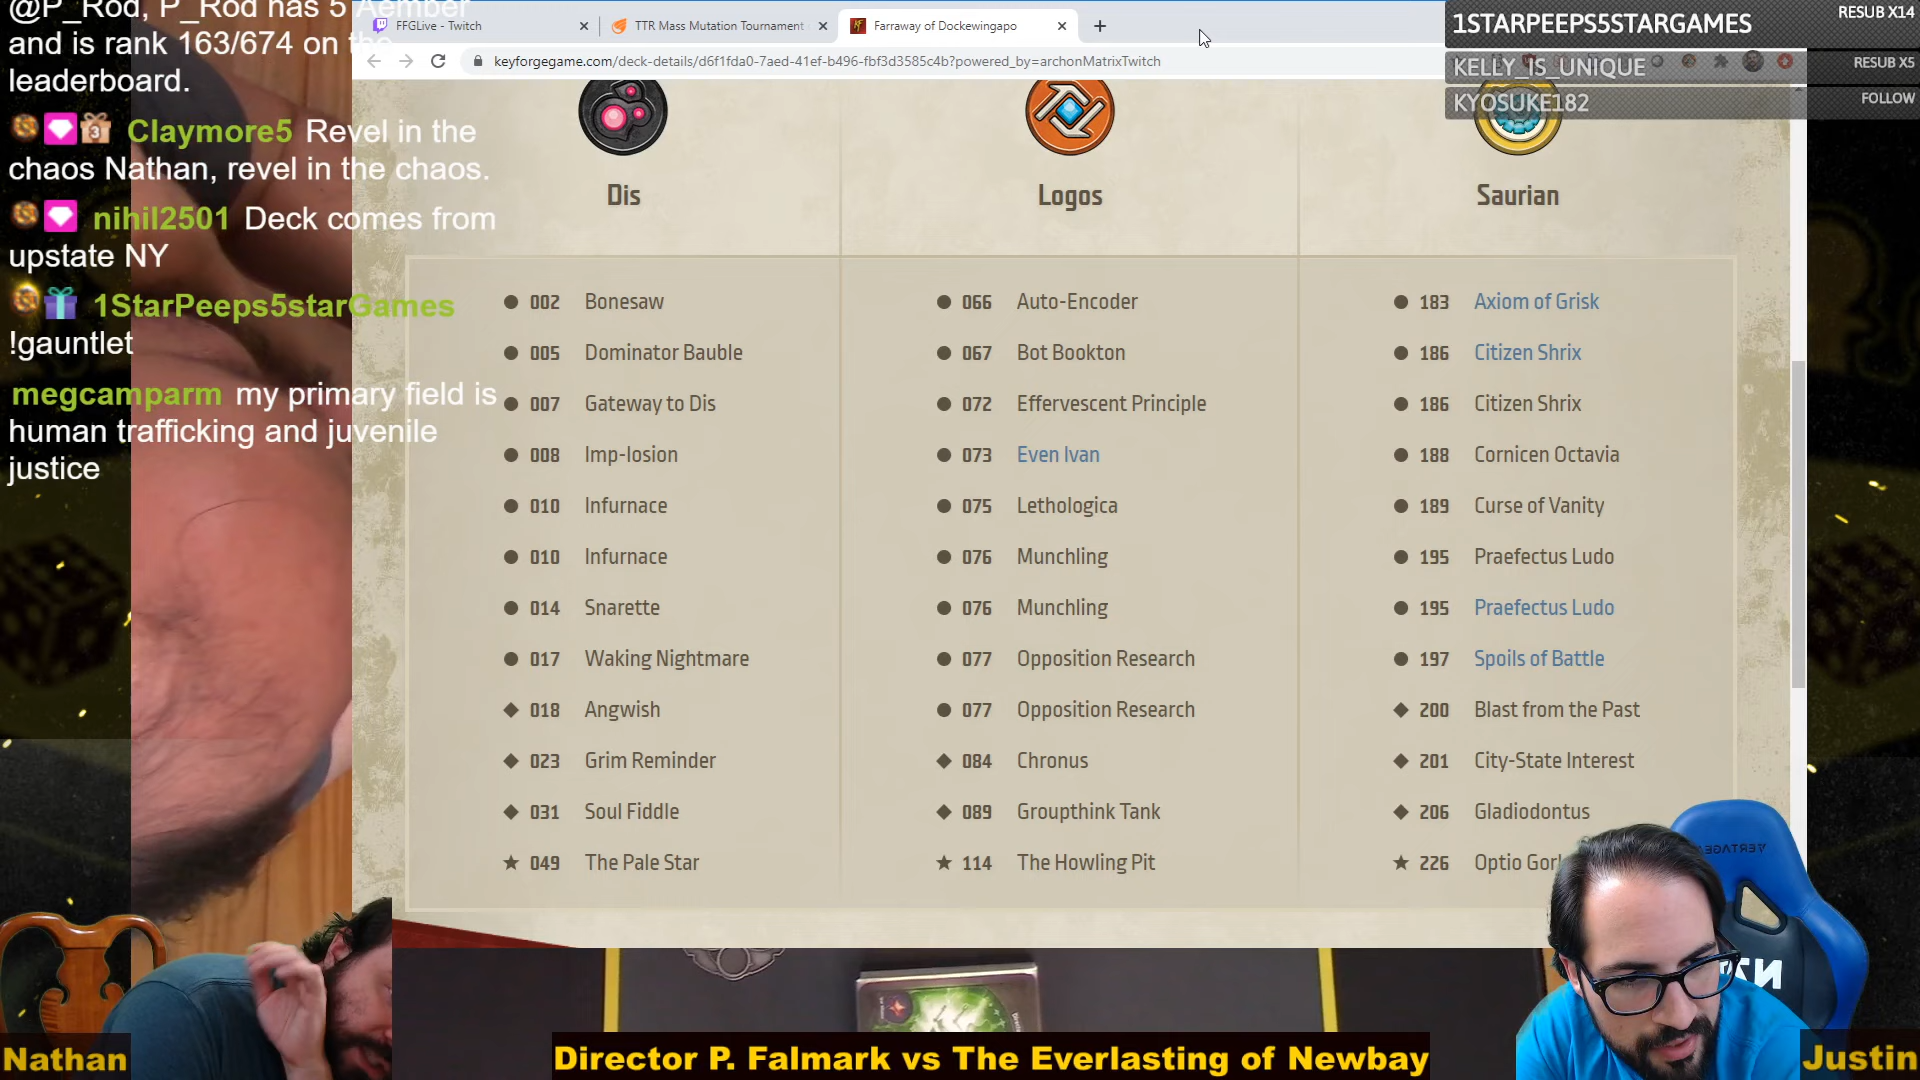 @P_Rod, P_Rod has 5 Aember
and is rank 163/674 on the
leaderboard.
Claymore5 Revel in the
chaos Nathan, revel in the chaos.
nihil2501 Deck comes from
upstate NY
1StarPeeps5starGames
!gauntlet
megcamparm my primary field is
human trafficking and juvenile
justice
FFGLive - Twitch
TTR Mass Mutation Tournament
Farraway of Dockewingapo
keyforgegame.com/deck-details/d6f1fda0-7aed-41ef-b496-fbf3d3585c4b?powered_by=archonMatrixTwitch
1STARPEEPS5STARGAMES RESUB X14
KELLY_IS_UNIQUE RESUB X5
KYOSUKE182 FOLLOW
Dis
002 Bonesaw
005 Dominator Bauble
007 Gateway to Dis
008 Imp-losion
010 Infurnace
010 Infurnace
014 Snarette
017 Waking Nightmare
018 Angwish
023 Grim Reminder
031 Soul Fiddle
049 The Pale Star
Logos
066 Auto-Encoder
067 Bot Bookton
072 Effervescent Principle
073 Even Ivan
075 Lethologica
076 Munchling
076 Munchling
077 Opposition Research
077 Opposition Research
084 Chronus
089 Groupthink Tank
114 The Howling Pit
Saurian
183 Axiom of Grisk
186 Citizen Shrix
186 Citizen Shrix
188 Cornicen Octavia
189 Curse of Vanity
195 Praefectus Ludo
195 Praefectus Ludo
197 Spoils of Battle
200 Blast from the Past
201 City-State Interest
206 Gladiodontus
226 Optio
Nathan
Director P. Falmark vs The Everlasting of Newbay
Justin